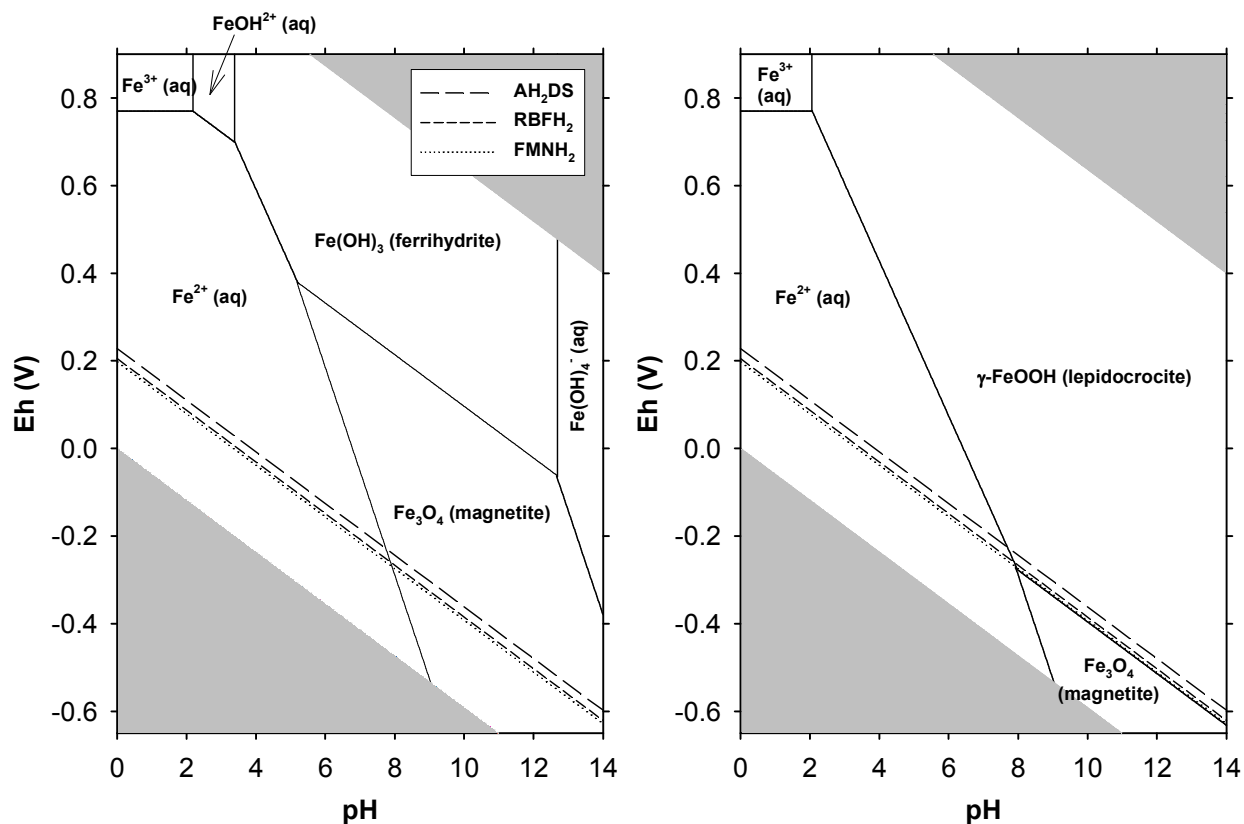 FeOH²⁺ (aq)
Fe³⁺ (aq)
AH₂DS
RBFH₂
FMNH₂
Fe(OH)₃ (ferrihydrite)
Fe²⁺ (aq)
Fe(OH)₄⁻ (aq)
Fe₃O₄ (magnetite)
Eh (V)
0.8
0.6
0.4
0.2
0.0
-0.2
-0.4
-0.6
0 2 4 6 8 10 12 14
pH
Fe³⁺
(aq)
Fe²⁺ (aq)
γ-FeOOH (lepidocrocite)
Fe₃O₄
(magnetite)
Eh (V)
0.8
0.6
0.4
0.2
0.0
-0.2
-0.4
-0.6
0 2 4 6 8 10 12 14
pH